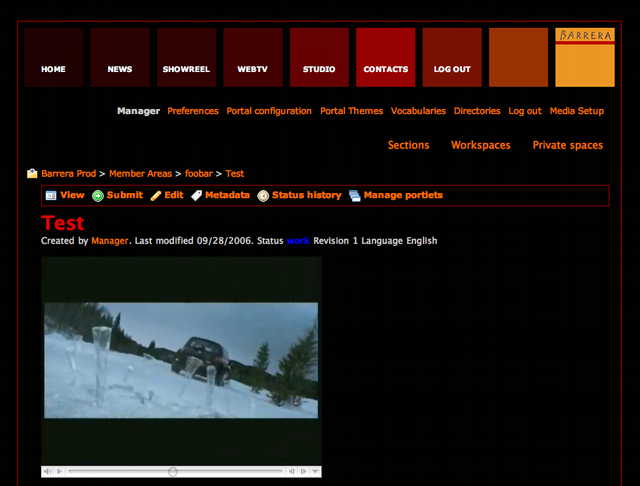 BARRERA
HOME NEWS SHOWREEL WEBTV STUDIO CONTACTS LOG OUT
Manager Preferences Portal configuration Portal Themes Vocabularies Directories Log out Media Setup
Sections Workspaces Private spaces
Barrera Prod > Member Areas > foobar > Test
View Submit Edit Metadata Status history Manage portlets
Test
Created by Manager. Last modified 09/28/2006. Status work Revision 1 Language English